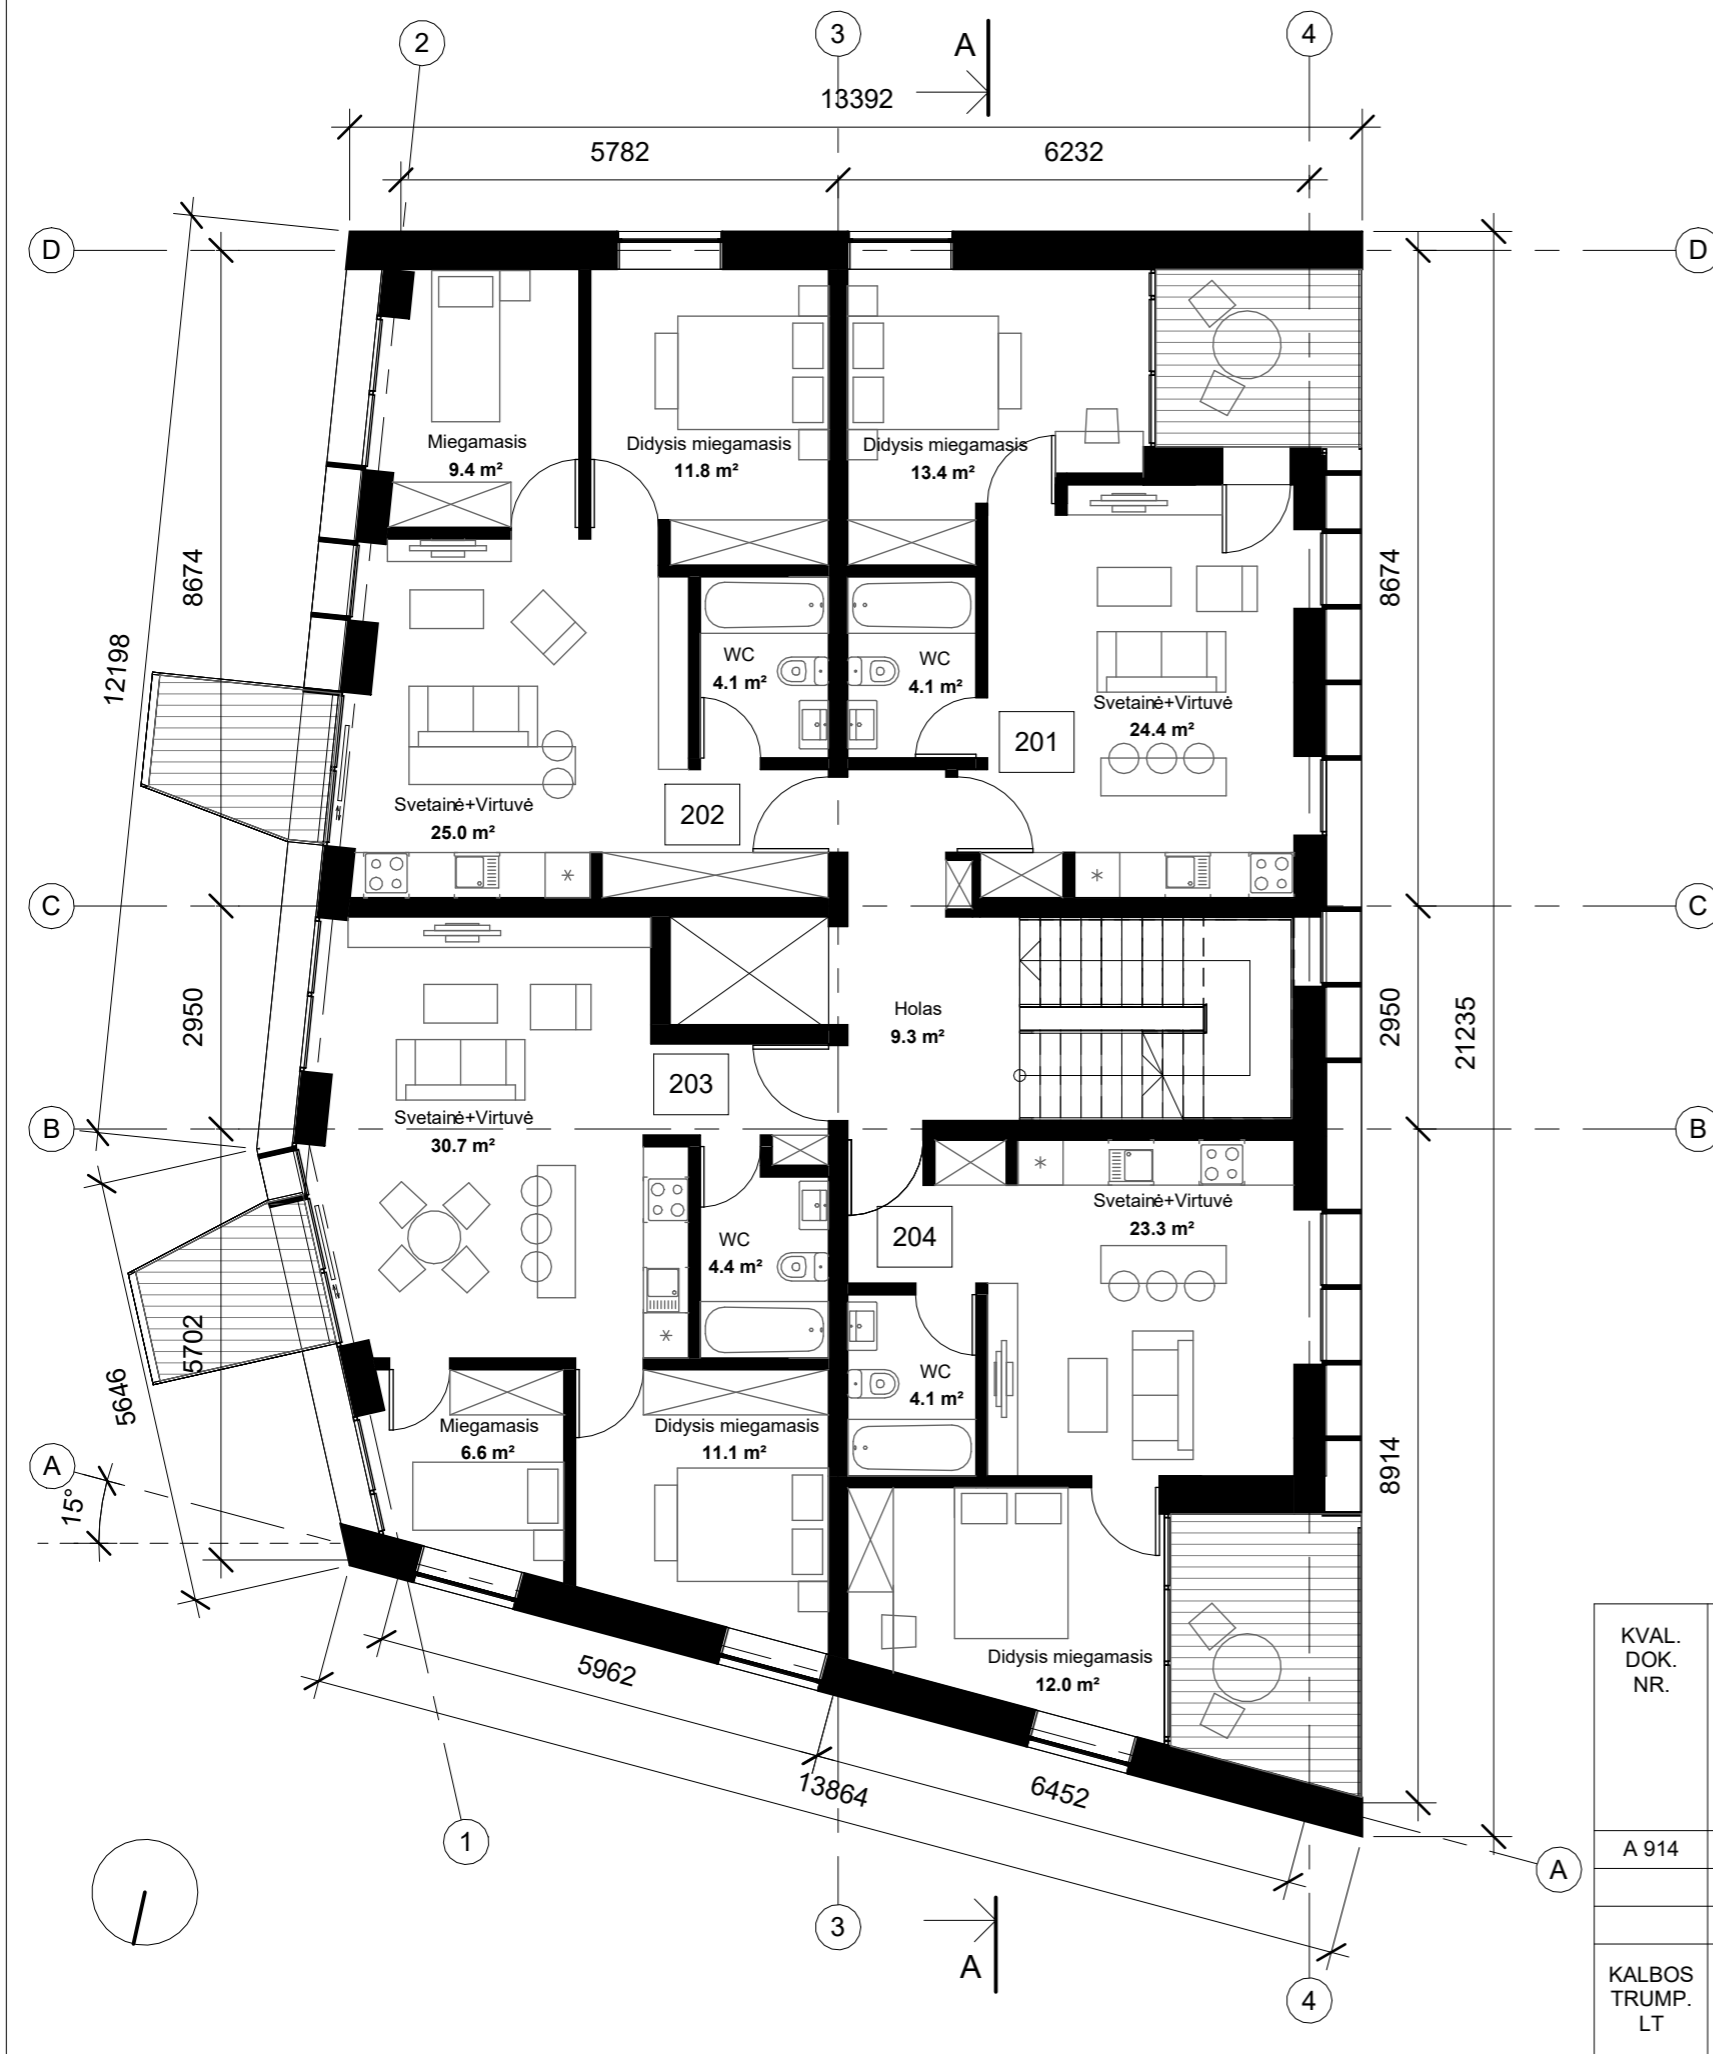 2
3
4
A
13392
5782
6232
D
D
Miegamasis
9.4 m²
Didysis miegamasis
11.8 m²
Didysis miegamasis
13.4 m²
8674
8674
12198
WC
4.1 m²
WC
4.1 m²
Svetainė+Virtuvė
24.4 m²
201
202
Svetainė+Virtuvė
25.0 m²
*
*
C
C
2950
2950
21235
Holas
9.3 m²
203
Svetainė+Virtuvė
30.7 m²
B
B
*
Svetainė+Virtuvė
23.3 m²
204
WC
4.4 m²
*
5702
5646
WC
4.1 m²
Miegamasis
6.6 m²
Didysis miegamasis
11.1 m²
A
15°
8914
Didysis miegamasis
12.0 m²
5962
13864
6452
1
3
4
A
A
KVAL.
DOK.
NR.
A 914
KALBOS
TRUMP.
LT